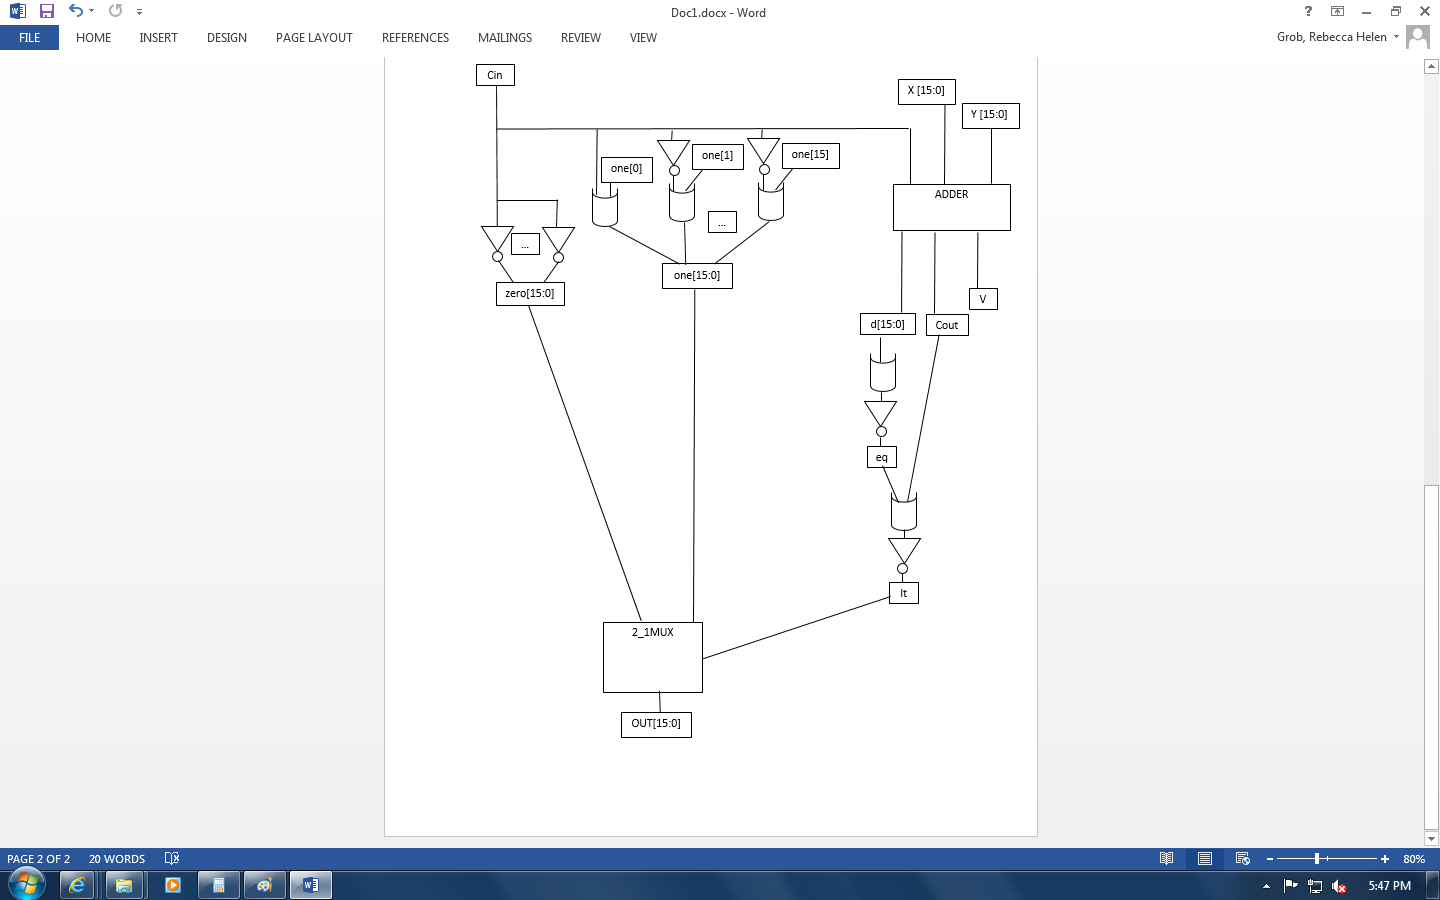 Doc1.docx - Word
?
FILE
HOME
INSERT
DESIGN
PAGE LAYOUT
REFERENCES
MAILINGS
REVIEW
VIEW
Grob, Rebecca Helen
Cin
X [15:0]
Y [15:0]
one[0]
one[1]
one[15]
ADDER
...
...
one[15:0]
zero[15:0]
V
d[15:0]
Cout
eq
lt
2_1MUX
OUT[15:0]
PAGE 2 OF 2
20 WORDS
80%
5:47 PM